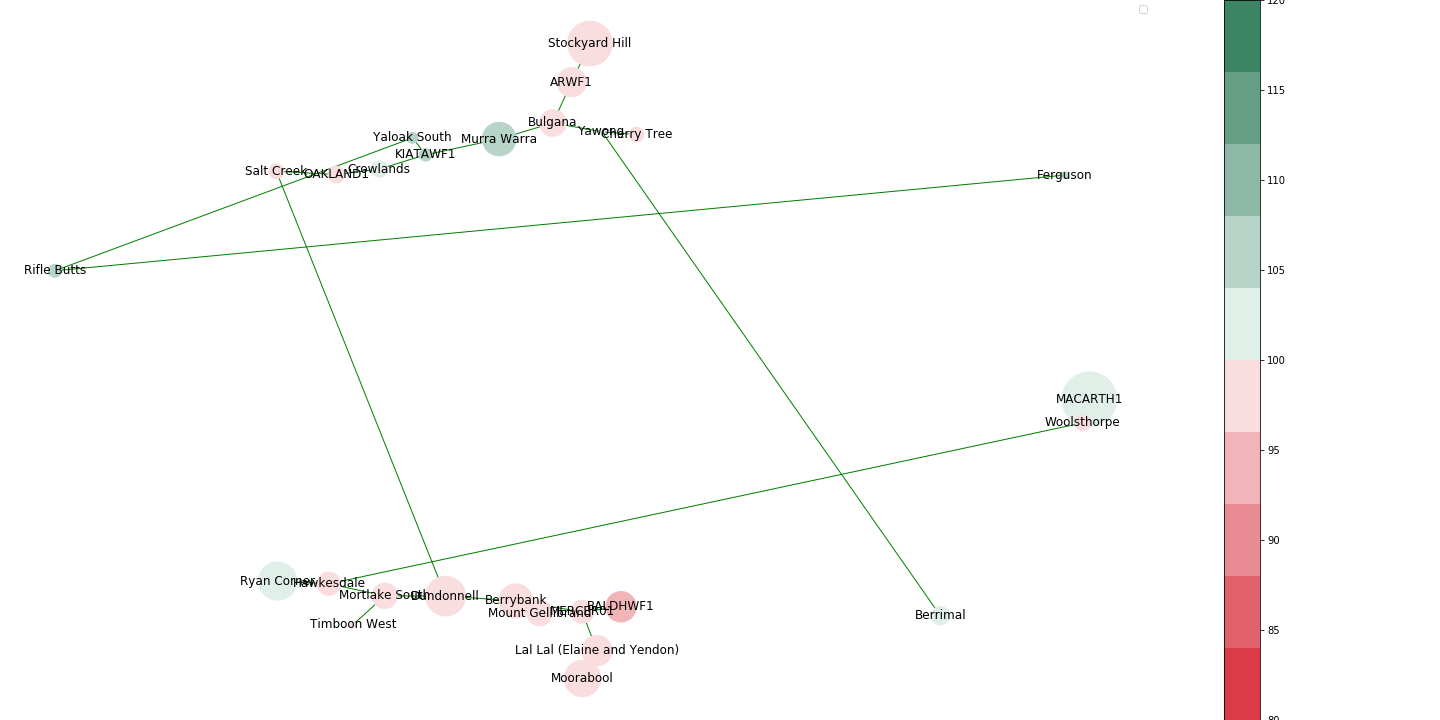 120
Stockyard Hill
ARWF1
115
Bulgana
Yawong
Cherry Tree
Yaloak South
Murra Warra
KIATAWF1
Salt Creek
OAKLAND1
Crowlands
Ferguson
110
Rifle Butts
105
100
MACARTH1
Woolsthorpe
95
90
Ryan Corner
Hawkesdale
Mortlake South
Dundonnell
Berrybank
Mount Gellibrand
MERCER01
BALDHWF1
Berrimal
Timboon West
85
Lal Lal (Elaine and Yendon)
Moorabool
80